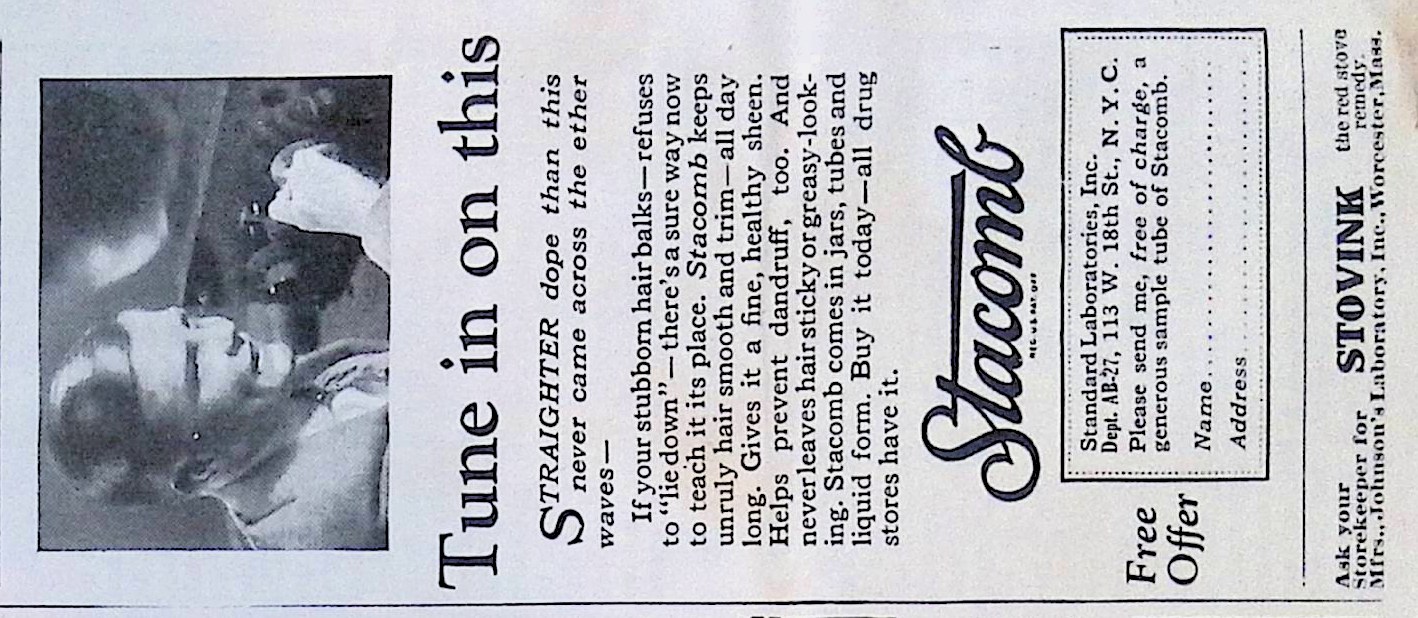 Tune in on this
STRAIGHTER dope than this
never came across the ether
waves—
If your stubborn hair balks—refuses
to "lie down"—there's a sure way now
to teach it its place. Stacomb keeps
unruly hair smooth and trim—all day
long. Gives it a fine, healthy sheen.
Helps prevent dandruff, too. And
never leaves hair sticky or greasy-look-
ing. Stacomb comes in jars, tubes and
liquid form. Buy it today—all drug
stores have it.
Stacomb
REG. U.S. PAT. OFF.
Free
Offer
Standard Laboratories, Inc.
Dept. AB-27, 113 W. 18th St., N. Y. C.
Please send me, free of charge, a
generous sample tube of Stacomb.
Name
Address
Ask your
Storekeeper for STOVINK the red stove
remedy.
Mfrs., Johnson's Laboratory, Inc., Worcester, Mass.